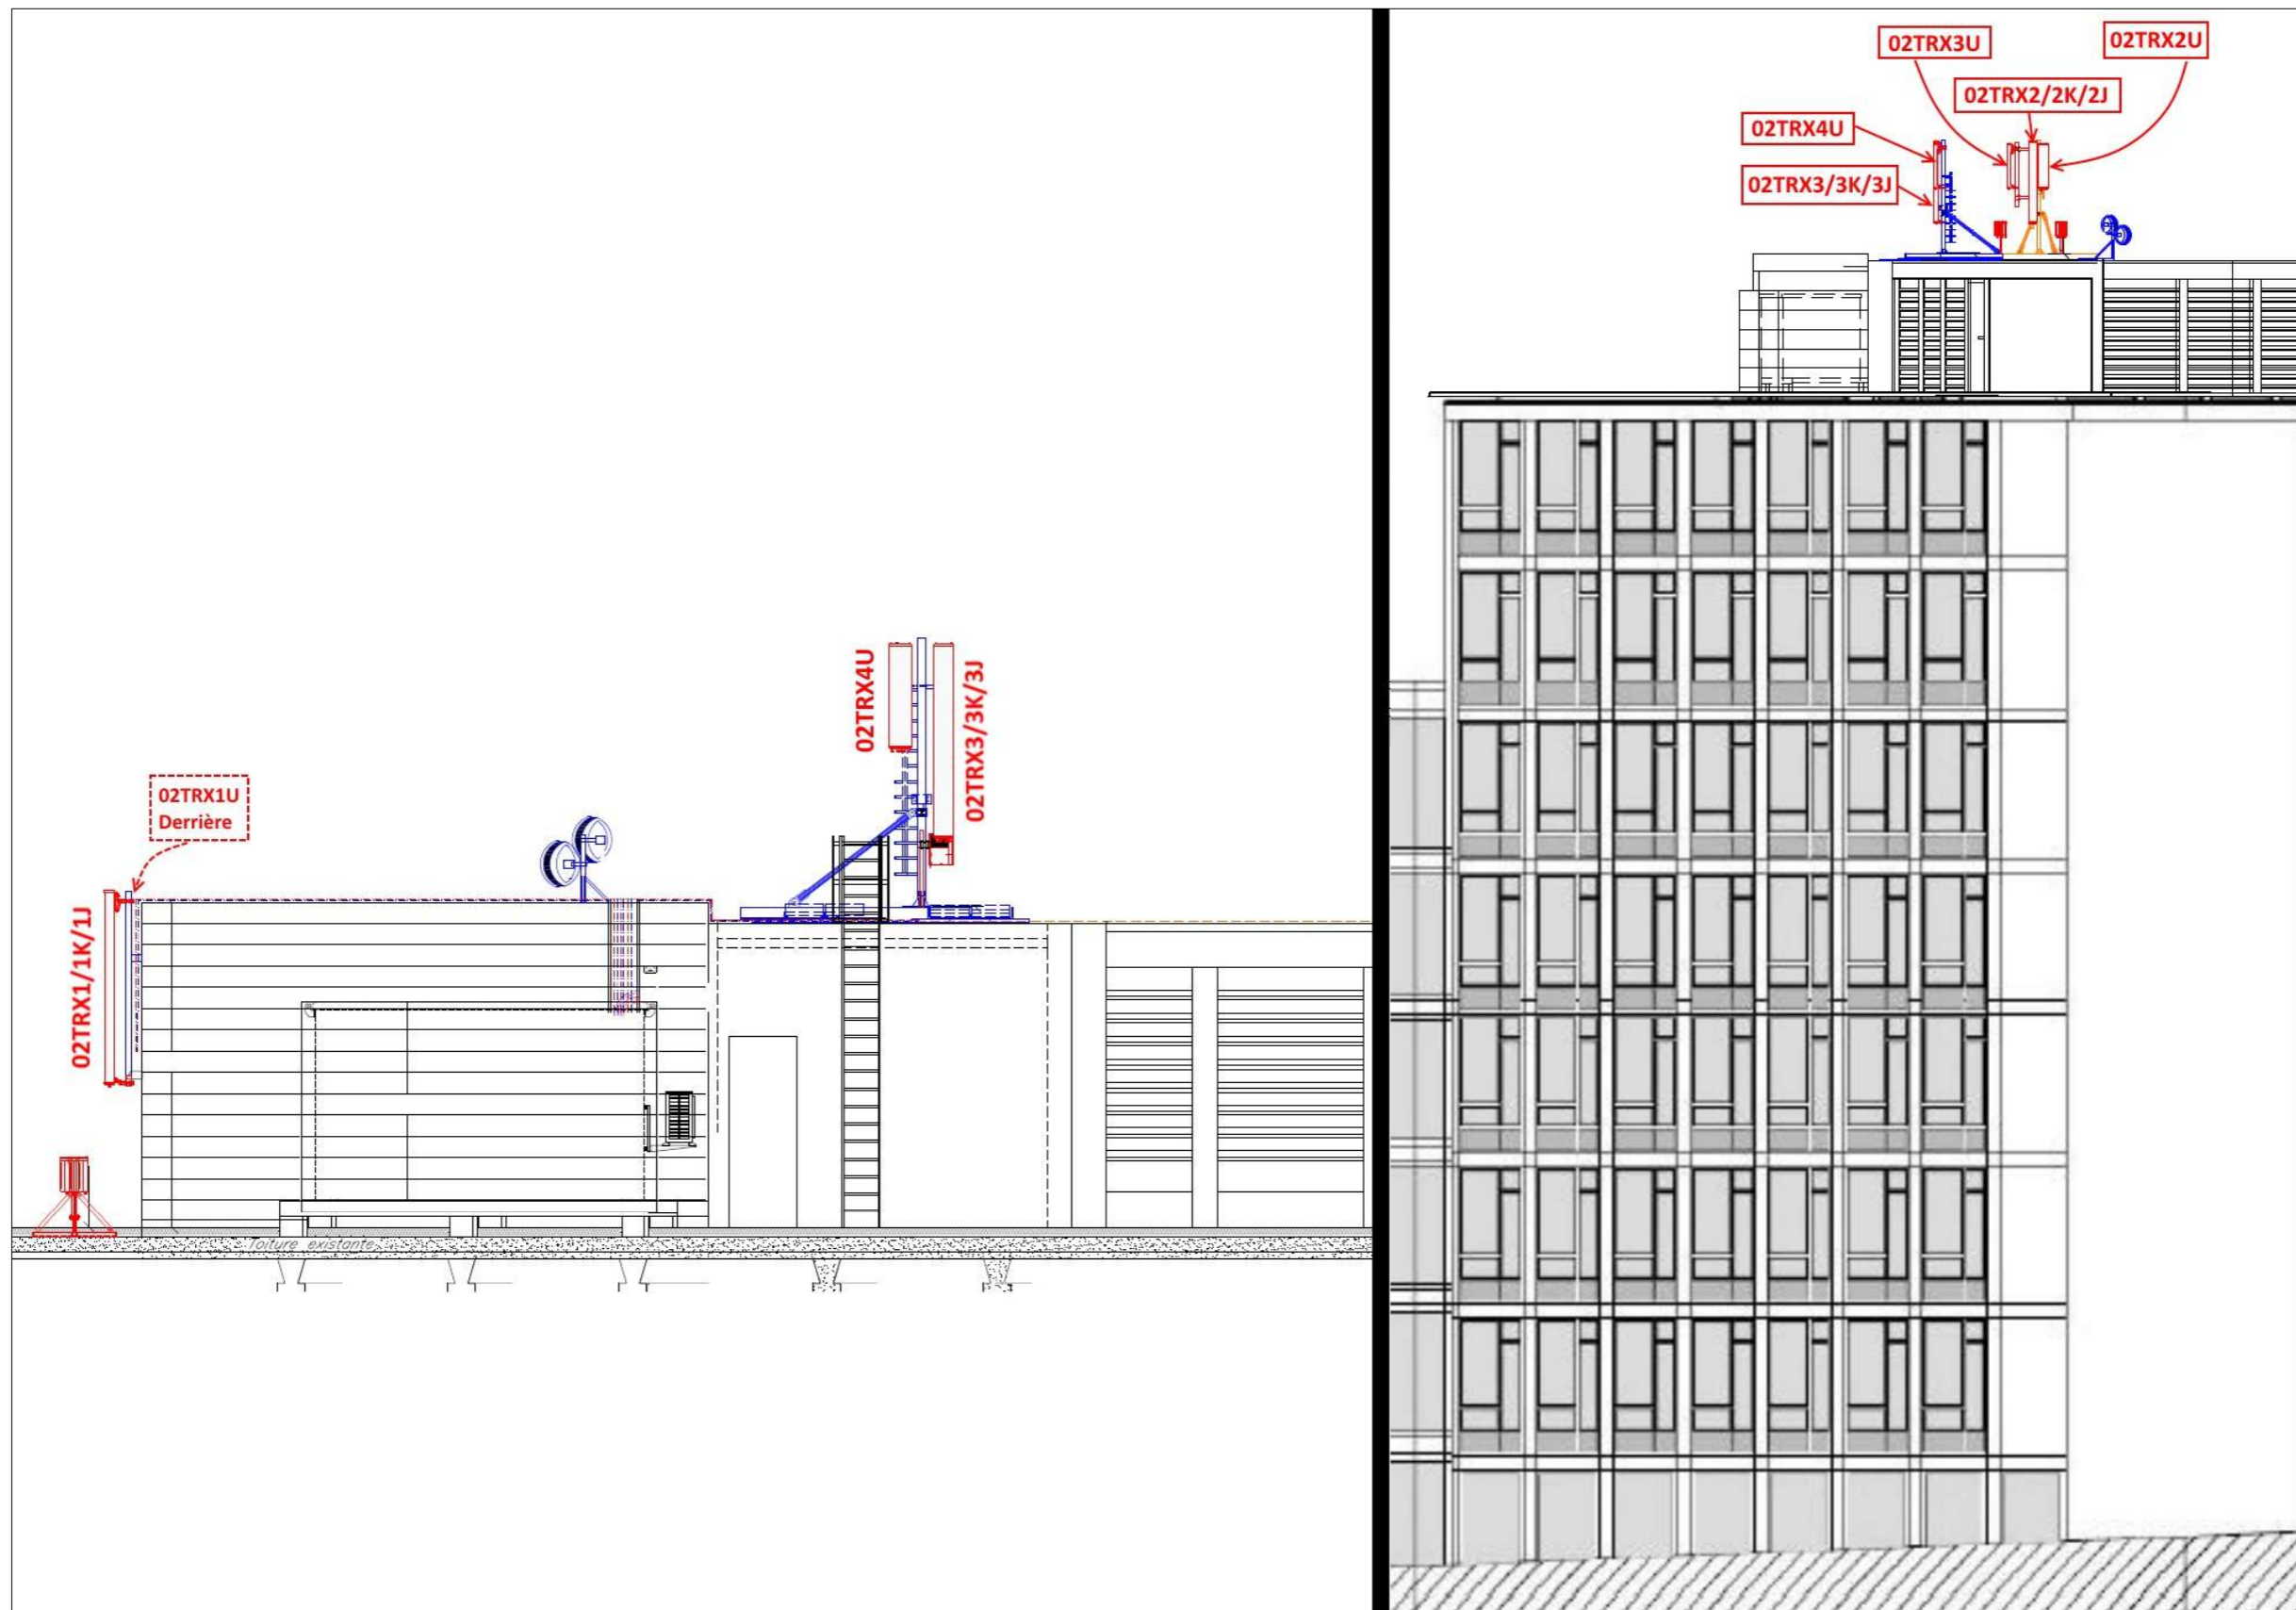 02TRX4U
02TRX3/3K/3J
02TRX1U
Derrière
02TRX1/1K/1J
Toiture existante
02TRX3U
02TRX2U
02TRX2/2K/2J
02TRX4U
02TRX3/3K/3J